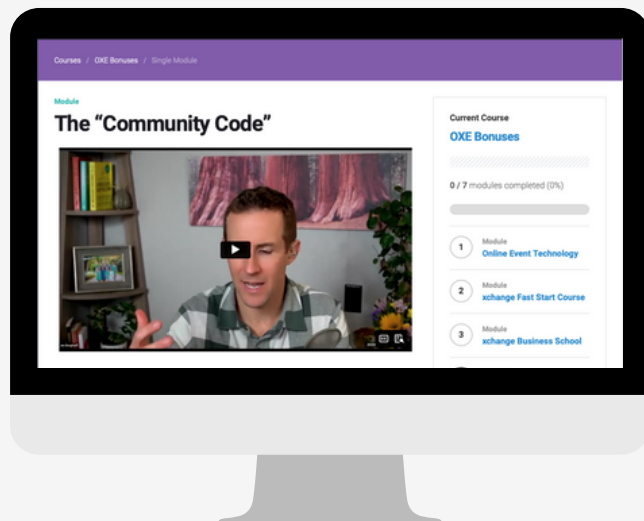 Courses / OXE Bonuses / Single Module
Module
The “Community Code”
Current Course
OXE Bonuses
0 / 7 modules completed (0%)
1
Module
Online Event Technology
2
Module
xchange Fast Start Course
3
Module
xchange Business School